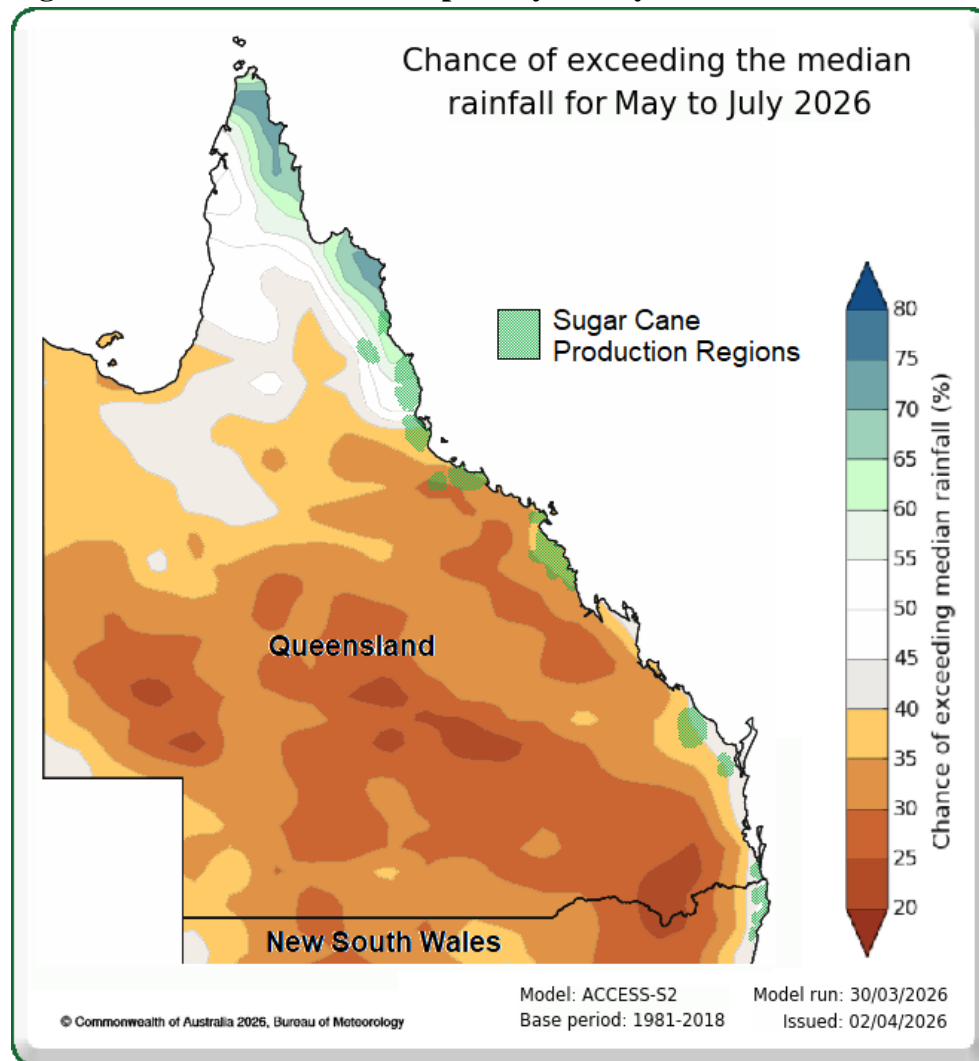 Chance of exceeding the median
rainfall for May to July 2026
Sugar Cane
Production Regions
80
75
70
65
60
55
50
45
40
35
30
25
20
Chance of exceeding median rainfall (%)
Queensland
New South Wales
Model: ACCESS-S2
Base period: 1981-2018
Model run: 30/03/2026
Issued: 02/04/2026
© Commonwealth of Australia 2026, Bureau of Meteorology